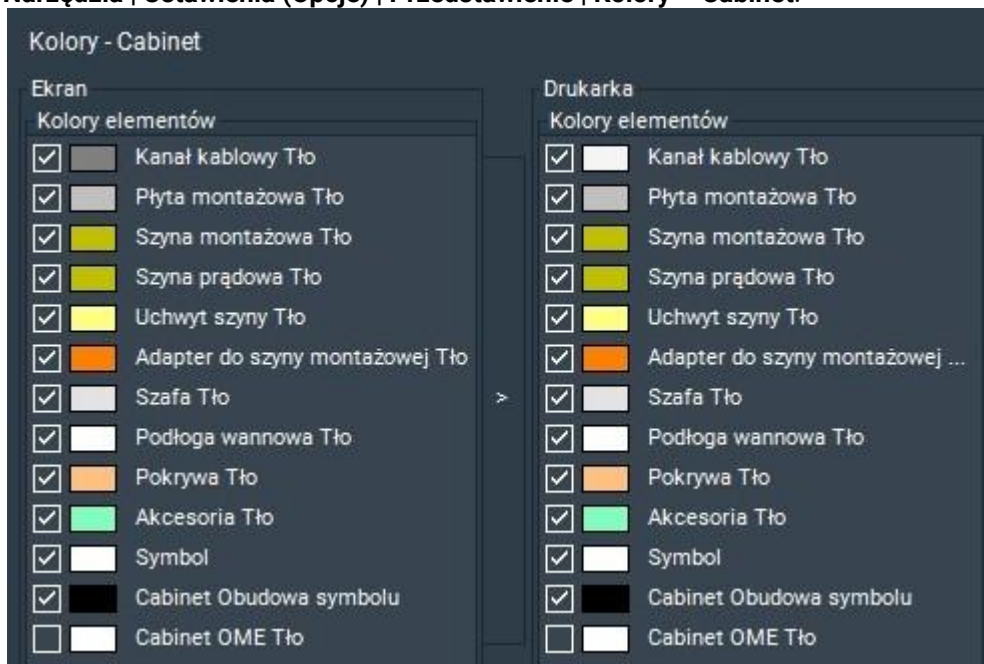 Narzędzia | Ustawienia (Opcje) | Przedstawienie | Kolory – Cabinet.
Kolory - Cabinet
Ekran
Kolory elementów
Kanał kablowy Tło
Płyta montażowa Tło
Szyna montażowa Tło
Szyna prądowa Tło
Uchwyt szyny Tło
Adapter do szyny montażowej Tło
Szafa Tło
Podłoga wannowa Tło
Pokrywa Tło
Akcesoria Tło
Symbol
Cabinet Obudowa symbolu
Cabinet OME Tło
>
Drukarka
Kolory elementów
Kanał kablowy Tło
Płyta montażowa Tło
Szyna montażowa Tło
Szyna prądowa Tło
Uchwyt szyny Tło
Adapter do szyny montażowej ...
Szafa Tło
Podłoga wannowa Tło
Pokrywa Tło
Akcesoria Tło
Symbol
Cabinet Obudowa symbolu
Cabinet OME Tło